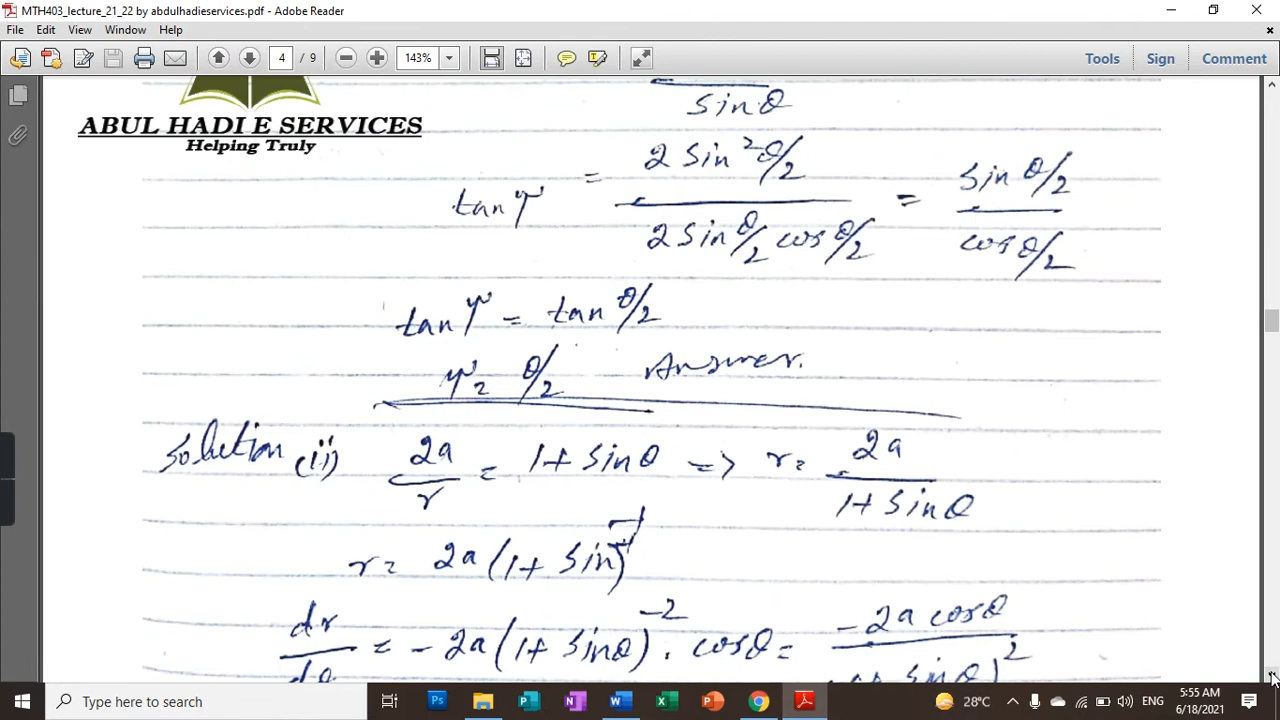 MTH403_lecture_21_22 by abdulhadieservices.pdf - Adobe Reader
File Edit View Window Help
4 / 9 143% Tools Sign Comment
sinθ
ABUL HADI E SERVICES
Helping Truly
tanψ = 2 sin²θ/2 / 2 sinθ/2 cosθ/2 = sinθ/2 / cosθ/2
tanψ = tanθ/2
ψ = θ/2 Answer.
Solution (ii) 2a/r = 1+ sinθ => r = 2a / 1+ sinθ
r = 2a(1+ sin)⁻¹
dr/dθ = -2a(1+ sinθ)⁻² . cosθ = -2a cosθ / sinθ)²
Type here to search
28°C ENG
5:55 AM
6/18/2021